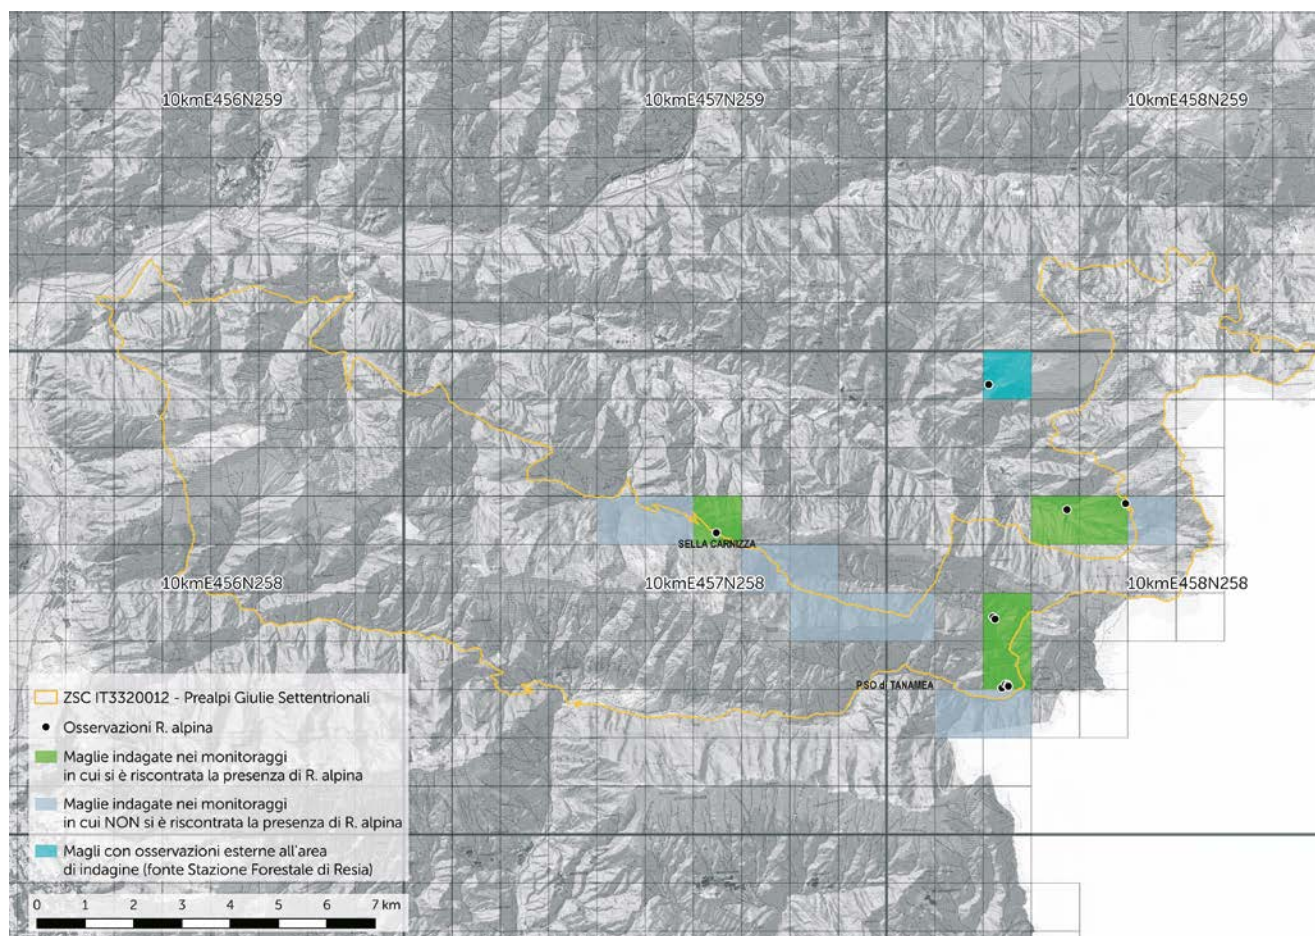 10kmE456N259
10kmE457N259
10kmE458N259
SELLA CARNIZZA
10kmE456N258
10kmE457N258
10kmE458N258
P.SO di TANAMEA
ZSC IT3320012 - Prealpi Giulie Settentrionali
Osservazioni R. alpina
Maglie indagate nei monitoraggi
in cui si è riscontrata la presenza di R. alpina
Maglie indagate nei monitoraggi
in cui NON si è riscontrata la presenza di R. alpina
Magli con osservazioni esterne all'area
di indagine (fonte Stazione Forestale di Resia)
0 1 2 3 4 5 6 7 km